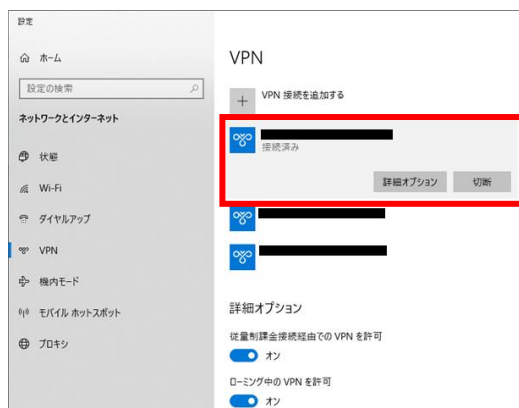 設定
ホーム
設定の検索
ネットワークとインターネット
状態
Wi-Fi
ダイヤルアップ
VPN
機内モード
モバイル ホットスポット
プロキシ
VPN
VPN 接続を追加する
接続済み
詳細オプション 切断
詳細オプション
従量制課金接続経由での VPN を許可
オン
ローミング中の VPN を許可
オン